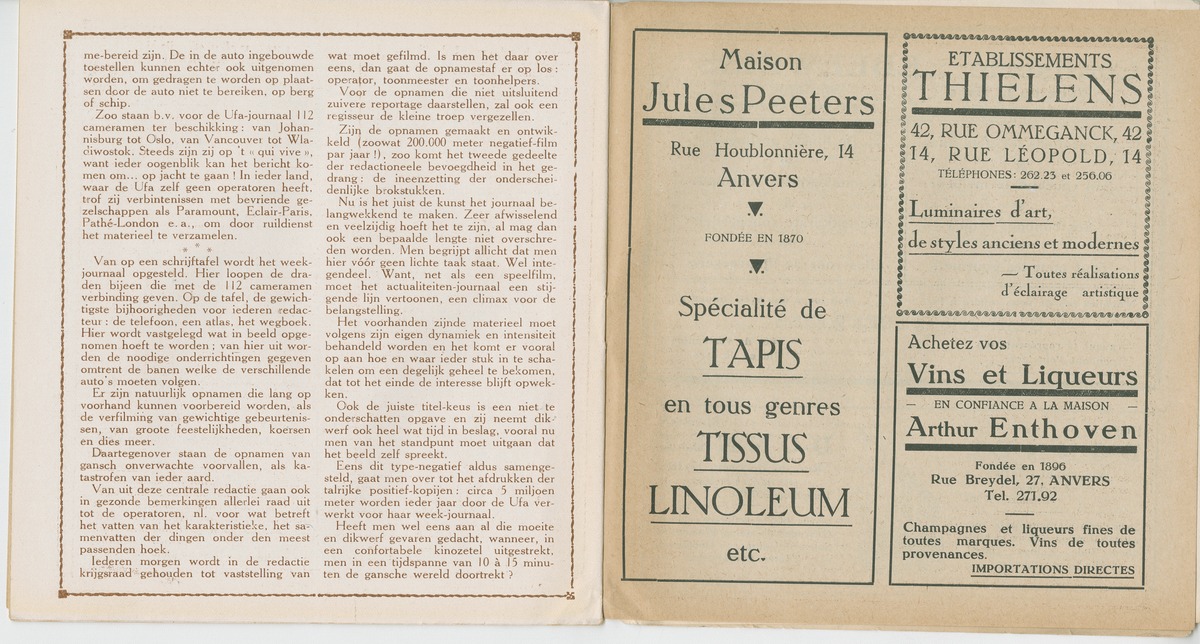 me-bereid zijn. De in de auto ingebouwde
toestellen kunnen echter ook uitgenomen
worden, om gedragen te worden op plaat-
sen door de auto niet te bereiken, op berg
of schip.
Zoo staan b.v. voor de Ufa-journaal 112
cameramen ter beschikking : van Johan-
nisburg tot Oslo, van Vancouver tot Wla-
diwostok. Steeds zijn zij op 't « qui vive »,
want ieder oogenblik kan het bericht ko-
men om... op jacht te gaan ! In ieder land,
waar de Ufa zelf geen operatoren heeft,
trof zij verbintenissen met bevriende ge-
zelschappen als Paramount, Eclair-Paris,
Pathé-London e. a., om door ruildienst
het materieel te verzamelen.
* * *
Van op een schrijftafel wordt het week-
journaal opgesteld. Hier loopen de dra-
den bijeen die met de 112 cameramen
verbinding geven. Op de tafel, de gewich-
tigste bijhoorigheden voor iederen redac-
teur : de telefoon, een atlas, het wegboek.
Hier wordt vastgelegd wat in beeld opge-
nomen hoeft te worden ; van hier uit wor-
den de noodige onderrichtingen gegeven
omtrent de banen welke de verschillende
auto's moeten volgen.
Er zijn natuurlijk opnamen die lang op
voorhand kunnen voorbereid worden, als
de verfilming van gewichtige gebeurtenis-
sen, van groote feestelijkheden, koersen
en dies meer.
Daartegenover staan de opnamen van
gansch onverwachte voorvallen, als ka-
tastrofen van ieder aard.
Van uit deze centrale redactie gaan ook
in gezonde bemerkingen allerlei raad uit
tot de operatoren, nl. voor wat betreft
het vatten van het karakteristieke, het sa-
menvatten der dingen onder den meest
passenden hoek.
Iederen morgen wordt in de redactie
krijgsraad gehouden tot vaststelling van
wat moet gefilmd. Is men het daar over
eens, dan gaat de opnamestaf er op los :
operator, toonmeester en toonhelpers.
Voor de opnamen die niet uitsluitend
zuivere reportage daarstellen, zal ook een
regisseur de kleine troep vergezellen.
Zijn de opnamen gemaakt en ontwik-
keld (zoowat 200.000 meter negatief-film
par jaar !), zoo komt het tweede gedeelte
der redactioneele bevoegdheid in het ge-
drang : de ineenzetting der onderschei-
denlijke brokstukken.
Nu is het juist de kunst het journaal be-
langwekkend te maken. Zeer afwisselend
en veelzijdig hoeft het te zijn, al mag dan
ook een bepaalde lengte niet overschre-
den worden. Men begrijpt allicht dat men
hier vóór geen lichte taak staat. Wel inte-
gendeel. Want, net als een speelfilm,
moet het actualiteiten-journaal een stij-
gende lijn vertoonen, een climax voor de
belangstelling.
Het voorhanden zijnde materieel moet
volgens zijn eigen dynamiek en intensiteit
behandeld worden en het komt er vooral
op aan hoe en waar ieder stuk in te scha-
kelen om een degelijk geheel te bekomen,
dat tot het einde de interesse blijft opwek-
ken.
Ook de juiste titel-keus is een niet te
onderschatten opgave en zij neemt dik-
werf ook heel wat tijd in beslag, vooral nu
men van het standpunt moet uitgaan dat
het beeld zelf spreekt.
Eens dit type-negatief aldus samenge-
steld, gaat men over tot het afdrukken der
talrijke positief-kopijen : circa 5 miljoen
meter worden ieder jaar door de Ufa ver-
werkt voor haar week-journaal.
Heeft men wel eens aan al die moeite
en dikwerf gevaren gedacht, wanneer, in
een confortabele kinozetel uitgestrekt,
men in een tijdspanne van 10 à 15 minu-
ten de gansche wereld doortrekt ?
Maison
Jules Peeters
Rue Houblonnière, 14
Anvers
FONDÉE EN 1870
Spécialité de
TAPIS
en tous genres
TISSUS
LINOLEUM
etc.
ETABLISSEMENTS
THIELENS
42, RUE OMMEGANCK, 42
14, RUE LÉOPOLD, 14
TÉLÉPHONES : 262.23 et 256.06
Luminaires d'art,
de styles anciens et modernes
— Toutes réalisations
d'éclairage artistique
Achetez vos
Vins et Liqueurs
— EN CONFIANCE A LA MAISON —
Arthur Enthoven
Fondée en 1896
Rue Breydel, 27, ANVERS
Tel. 271.92
Champagnes et liqueurs fines de
toutes marques. Vins de toutes
provenances.
IMPORTATIONS DIRECTES